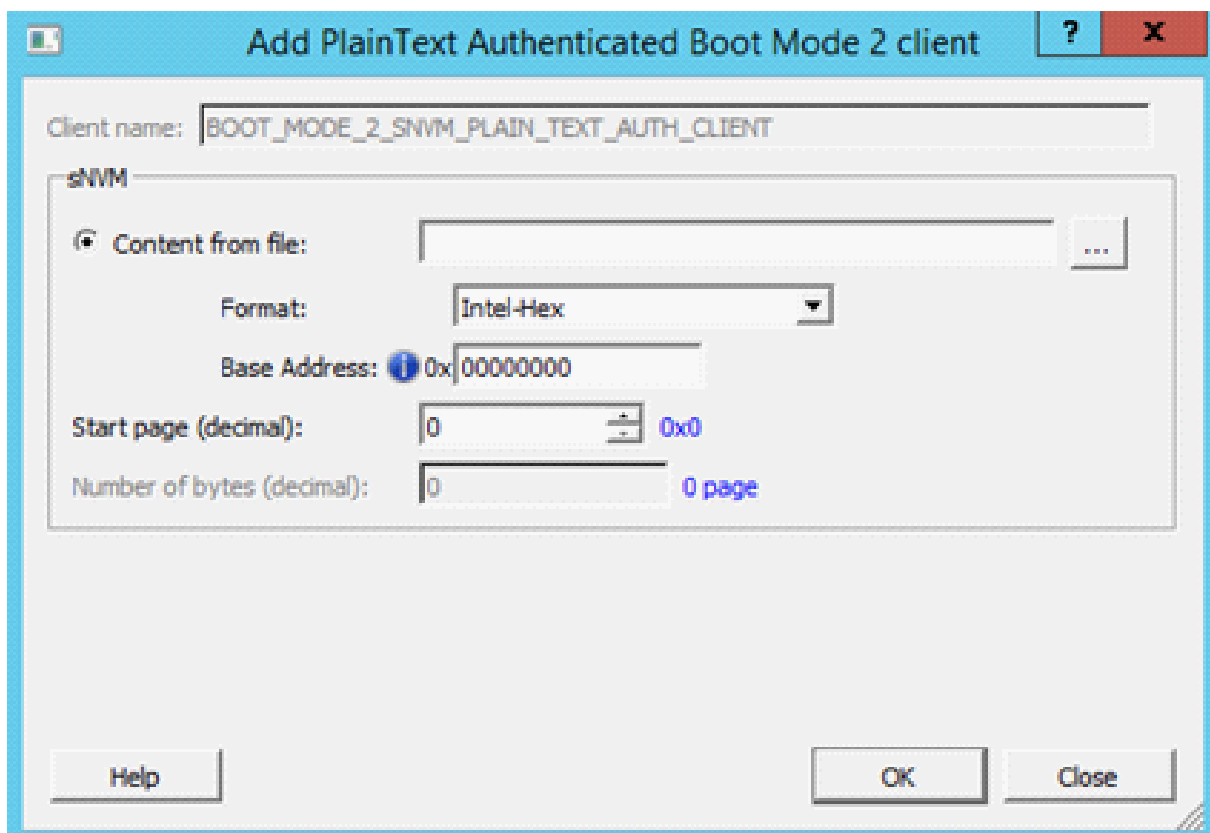 Add PlainText Authenticated Boot Mode 2 client ? x
Client name: BOOT_MODE_2_SNVM_PLAIN_TEXT_AUTH_CLIENT
sNVM
Content from file: ...
Format: Intel-Hex
Base Address: i 0x 00000000
Start page (decimal): 0 0x0
Number of bytes (decimal): 0 0 page
Help OK Close